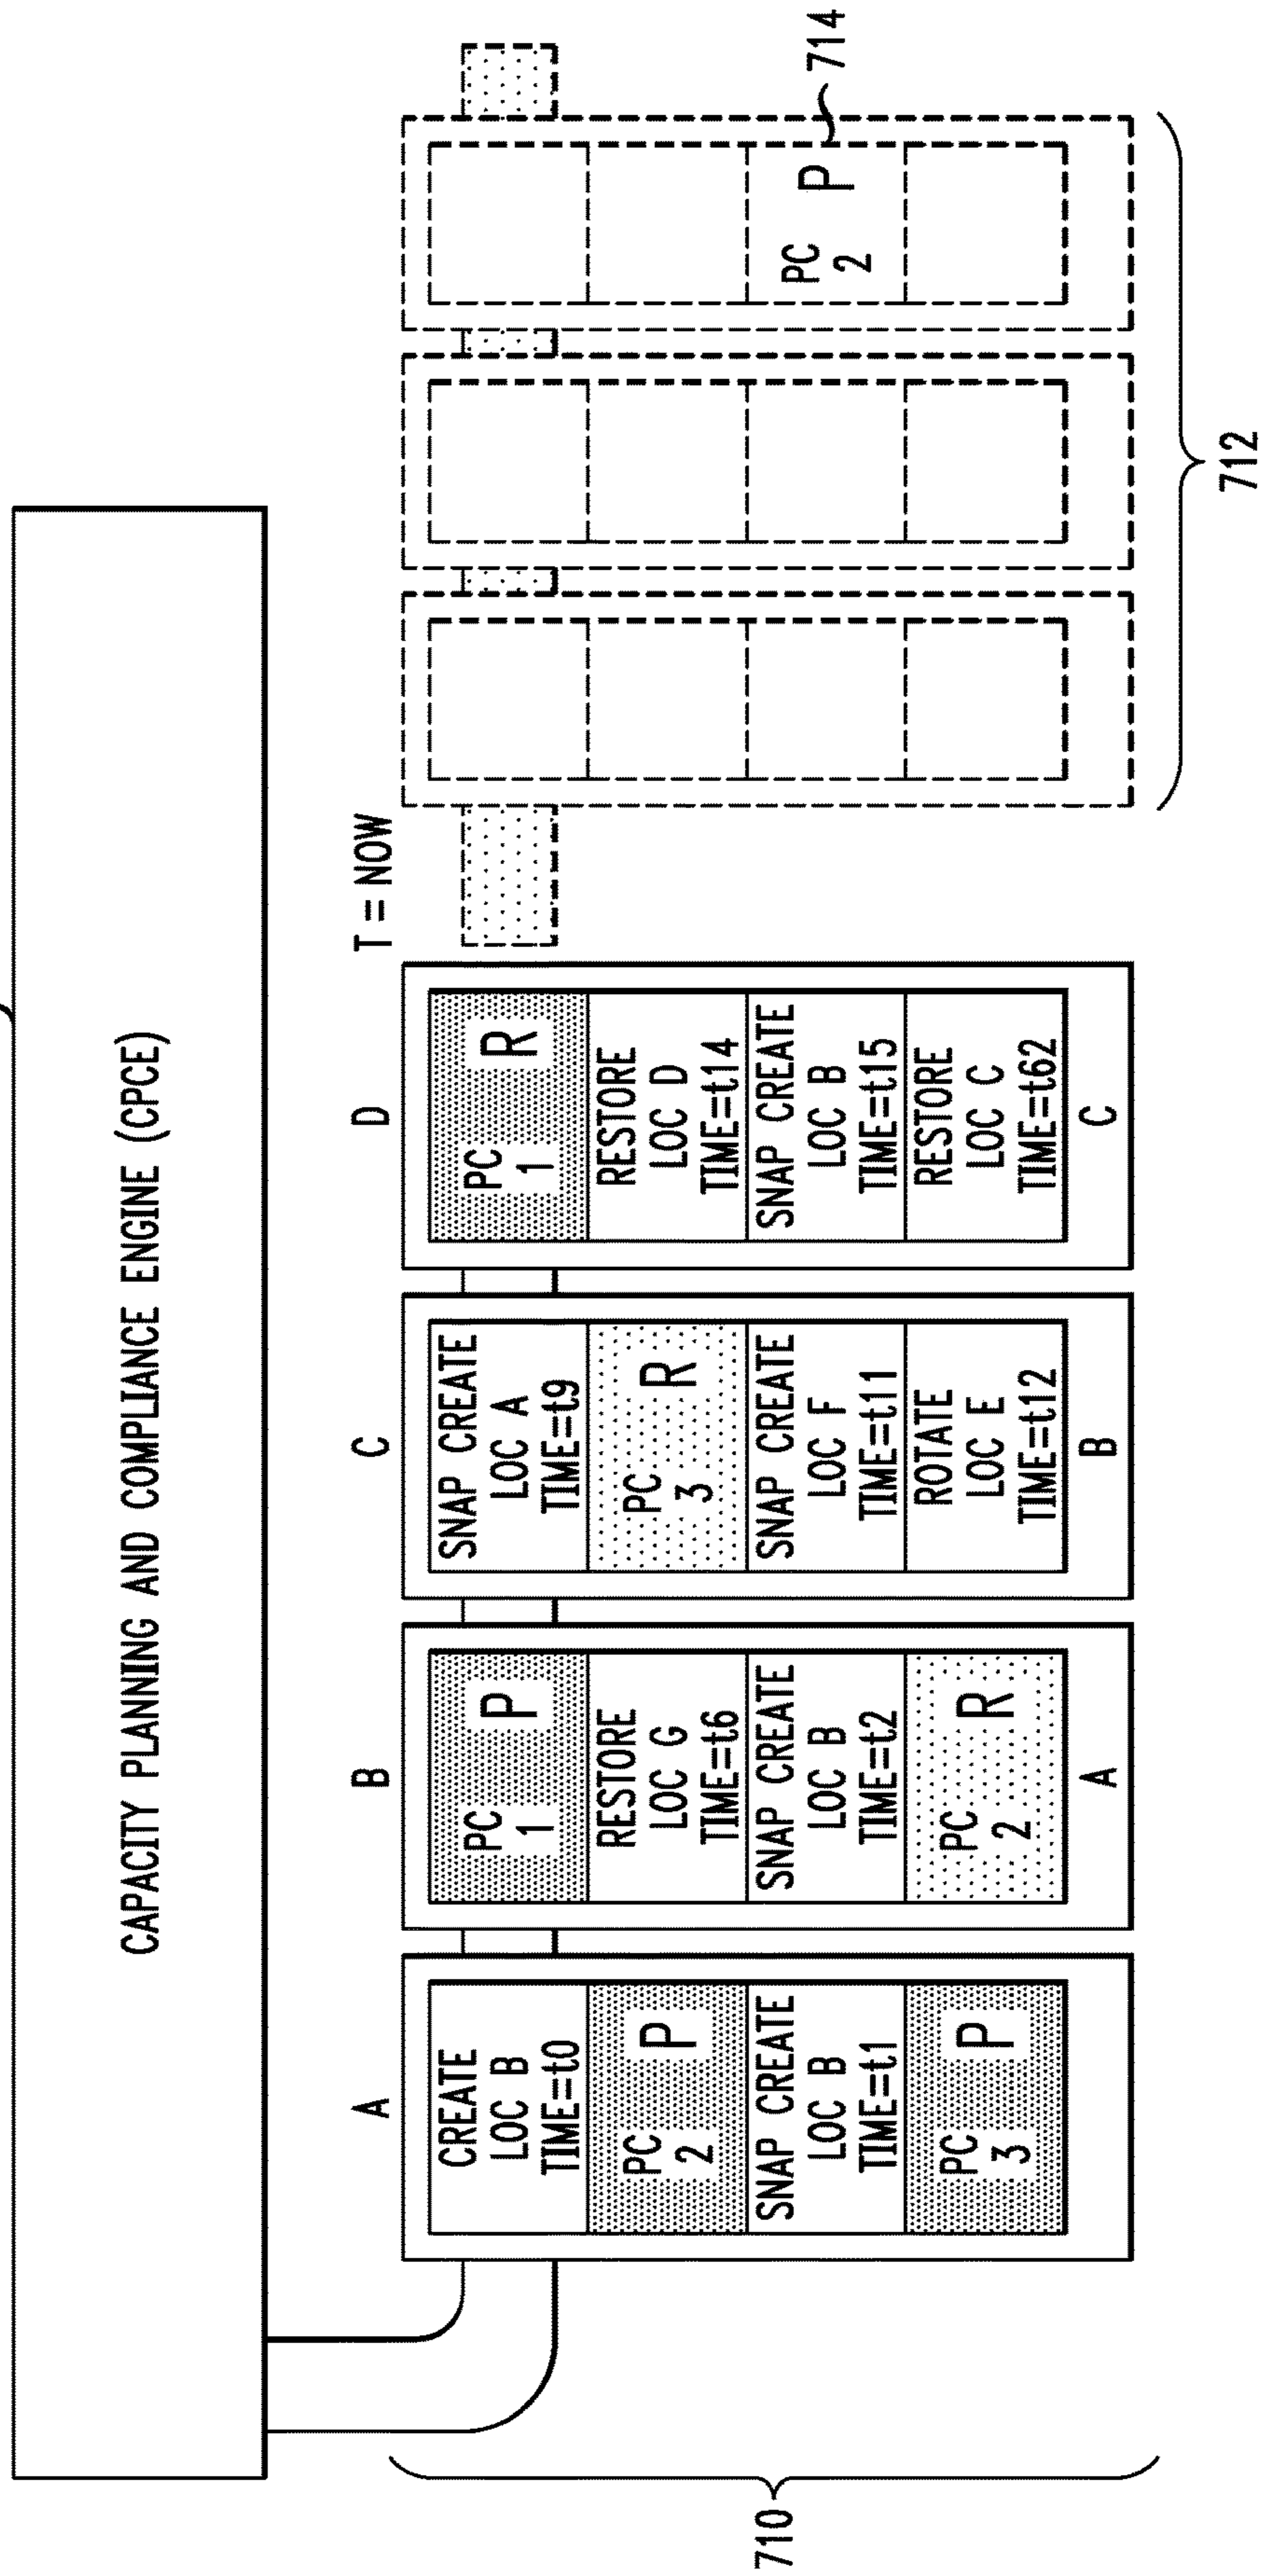 CAPACITY PLANNING AND COMPLIANCE ENGINE (CPCE)
T = NOW
A
CREATE
LOC B
TIME=t0
PC
2
P
SNAP CREATE
LOC B
TIME=t1
PC
3
P
B
PC
1
P
RESTORE
LOC G
TIME=t6
SNAP CREATE
LOC B
TIME=t2
PC
2
R
A
C
SNAP CREATE
LOC A
TIME=t9
PC
3
R
SNAP CREATE
LOC F
TIME=t11
ROTATE
LOC E
TIME=t12
B
D
PC
1
R
RESTORE
LOC D
TIME=t14
SNAP CREATE
LOC B
TIME=t15
RESTORE
LOC C
TIME=t62
C
PC
2
P
714
710
712